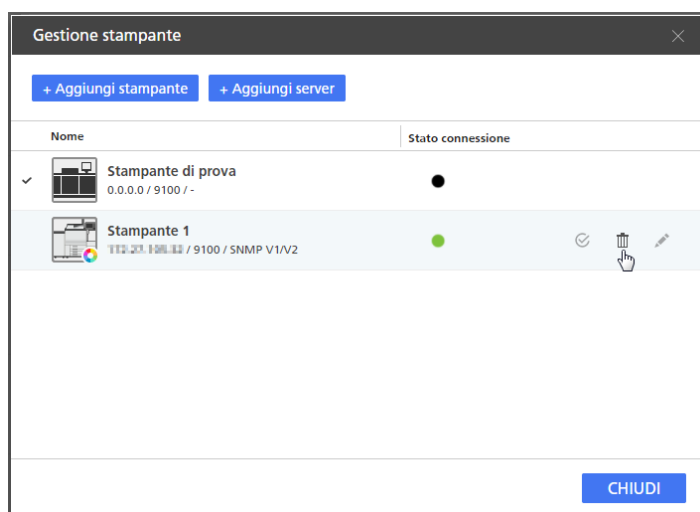 Gestione stampante
+ Aggiungi stampante
+ Aggiungi server
Nome
Stato connessione
Stampante di prova
0.0.0.0 / 9100 / -
Stampante 1
/ 9100 / SNMP V1/V2
CHIUDI